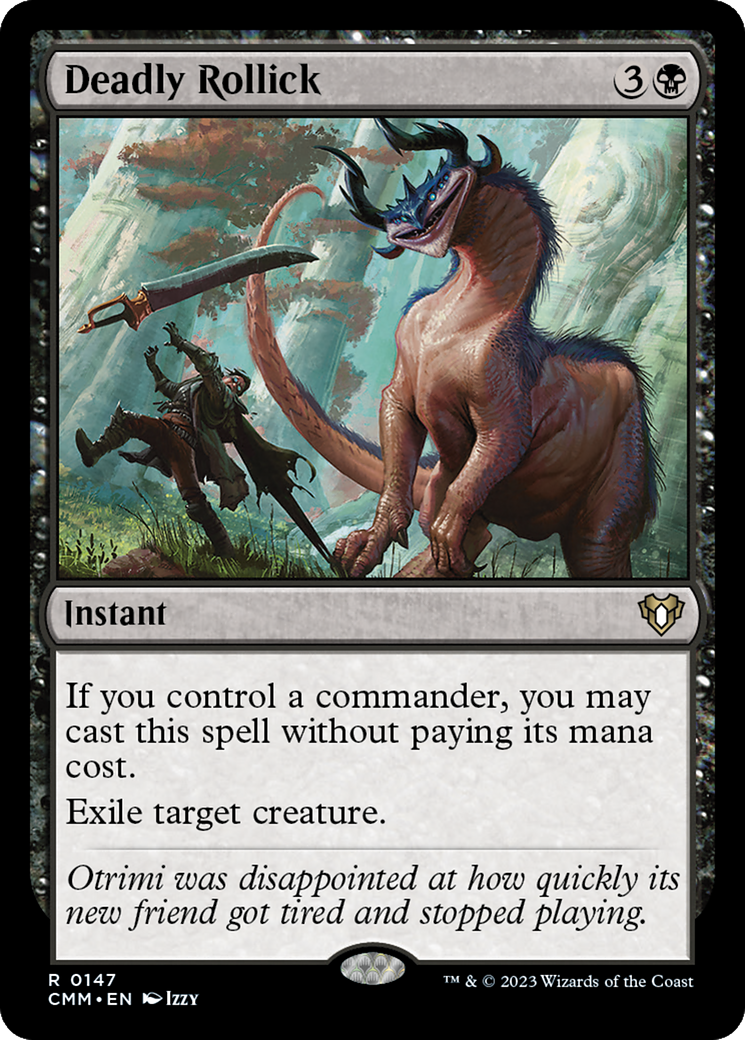 Deadly Rollick 3
Instant
If you control a commander, you may
cast this spell without paying its mana
cost.
Exile target creature.
Otrimi was disappointed at how quickly its
new friend got tired and stopped playing.
R 0147
CMM • EN Izzy
™ & © 2023 Wizards of the Coast